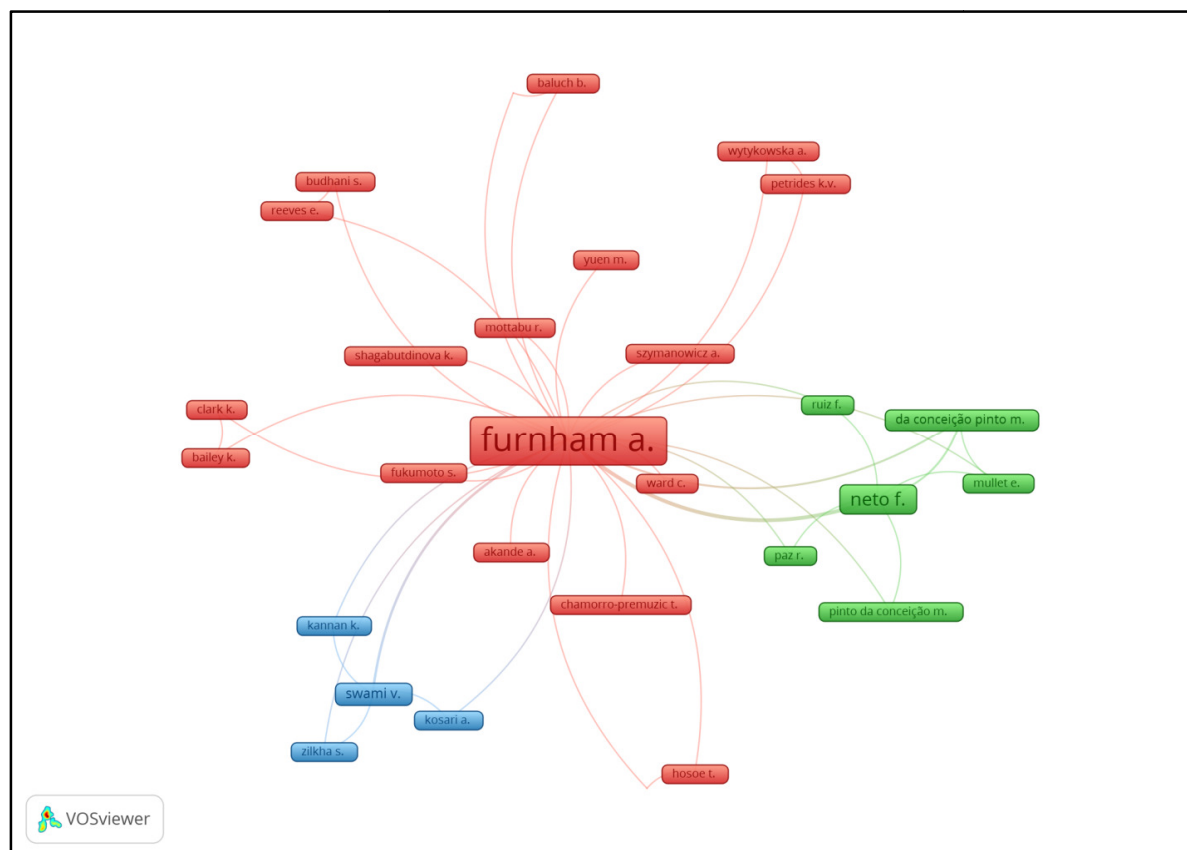 baluch b.
wytykowska a.
budhani s.
petrides k.v.
reeves e.
yuen m.
mottabu r.
shagabutdinova k.
szymanowicz a.
ruiz f.
clark k.
da conceição pinto m.
furnham a.
bailey k.
fukumoto s.
ward c.
mullet e.
neto f.
akande a.
paz r.
chamorro-premuzic t.
pinto da conceição m.
kannan k.
swami v.
kosari a.
zilkha s.
hosoe t.
VOSviewer